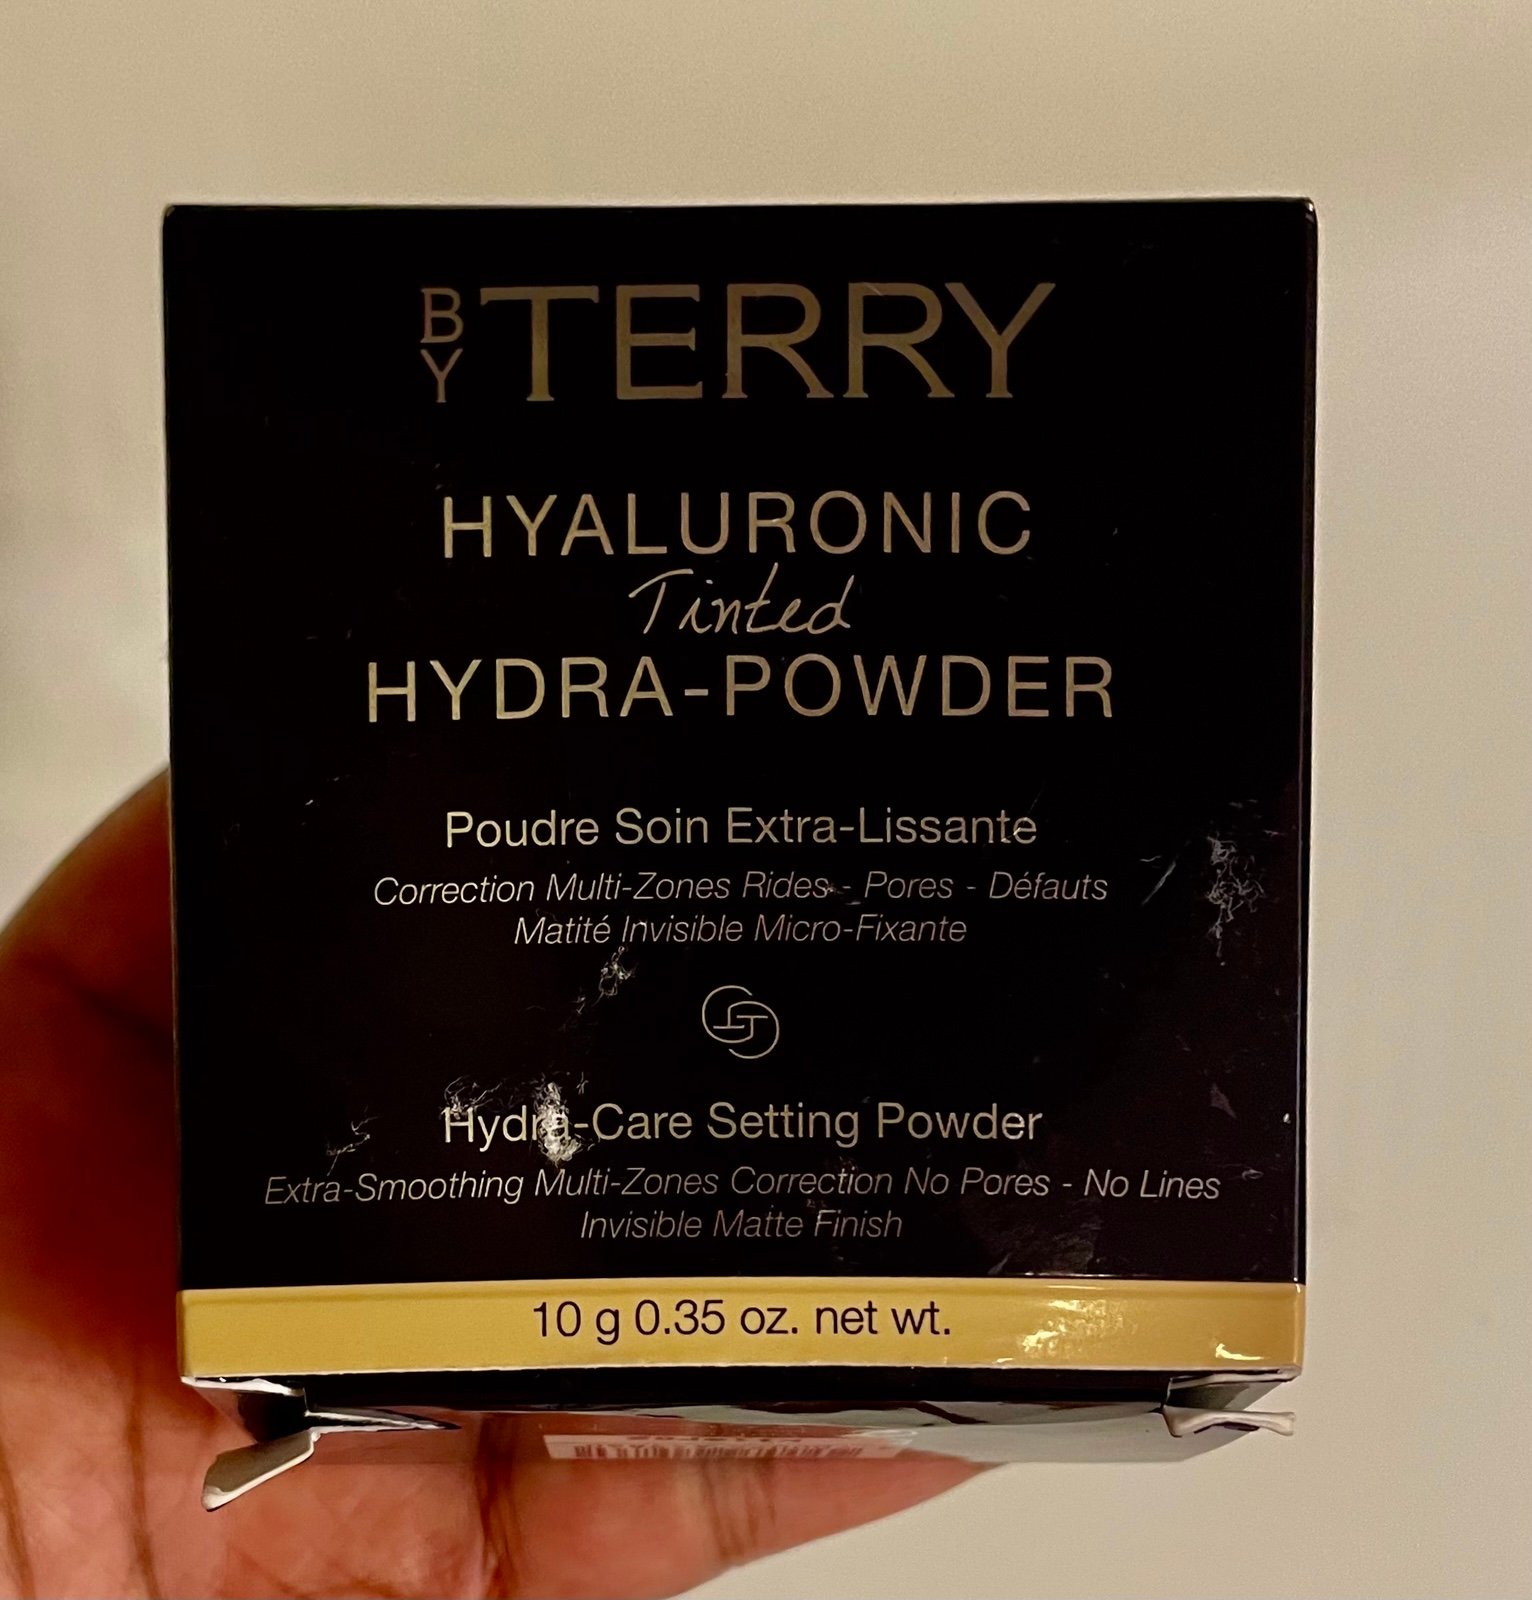 BY TERRY
HYALURONIC
Tinted
HYDRA-POWDER
Poudre Soin Extra-Lissante
Correction Multi-Zones Rides - Pores - Défauts
Matité Invisible Micro-Fixante
Hydra-Care Setting Powder
Extra-Smoothing Multi-Zones Correction No Pores - No Lines
Invisible Matte Finish
10 g 0.35 oz. net wt.